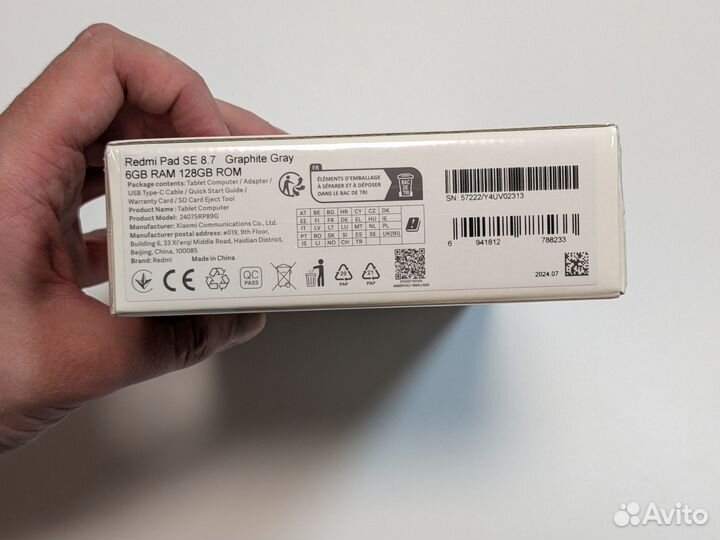 Redmi Pad SE 8.7 Graphite Gray
6GB RAM 128GB ROM
Package contents: Tablet Computer / Adapter /
USB Type-C Cable / Quick Start Guide /
Warranty Card / SD Card Eject Tool
Product Name: Tablet Computer
Product Model: 24075RP89G
Manufacturer: Xiaomi Communications Co., Ltd.
Manufacturer postal address: #019, 9th Floor,
Building 6, 33 Xi'erqi Middle Road, Haidian District,
Beijing, China, 100085
Brand: Redmi Made in China
CE
QC
PASS
20
PAP
21
PAP
FR
ÉLÉMENTS D'EMBALLAGE
À SÉPARER ET À DÉPOSER
DANS LE BAC DE TRI
BAC
DE TRI
AT BE BG HR CY CZ DK
EE FI FR DE EL HU IE
IT LV LT LU MT NL PL
PT RO SK SI ES SE UK(NI)
IS LI NO CH TR
SN: 57222/Y4UV02313
6 941812 788233
2024.07
Avito